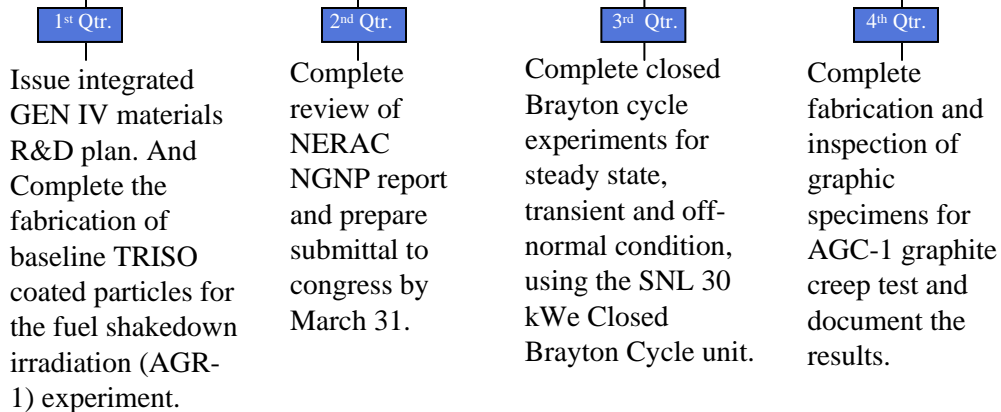 1st Qtr.
Issue integrated
GEN IV materials
R&D plan. And
Complete the
fabrication of
baseline TRISO
coated particles for
the fuel shakedown
irradiation (AGR-
1) experiment.
2nd Qtr.
Complete
review of
NERAC
NGNP report
and prepare
submittal to
congress by
March 31.
3rd Qtr.
Complete closed
Brayton cycle
experiments for
steady state,
transient and off-
normal condition,
using the SNL 30
kWe Closed
Brayton Cycle unit.
4th Qtr.
Complete
fabrication and
inspection of
graphic
specimens for
AGC-1 graphite
creep test and
document the
results.